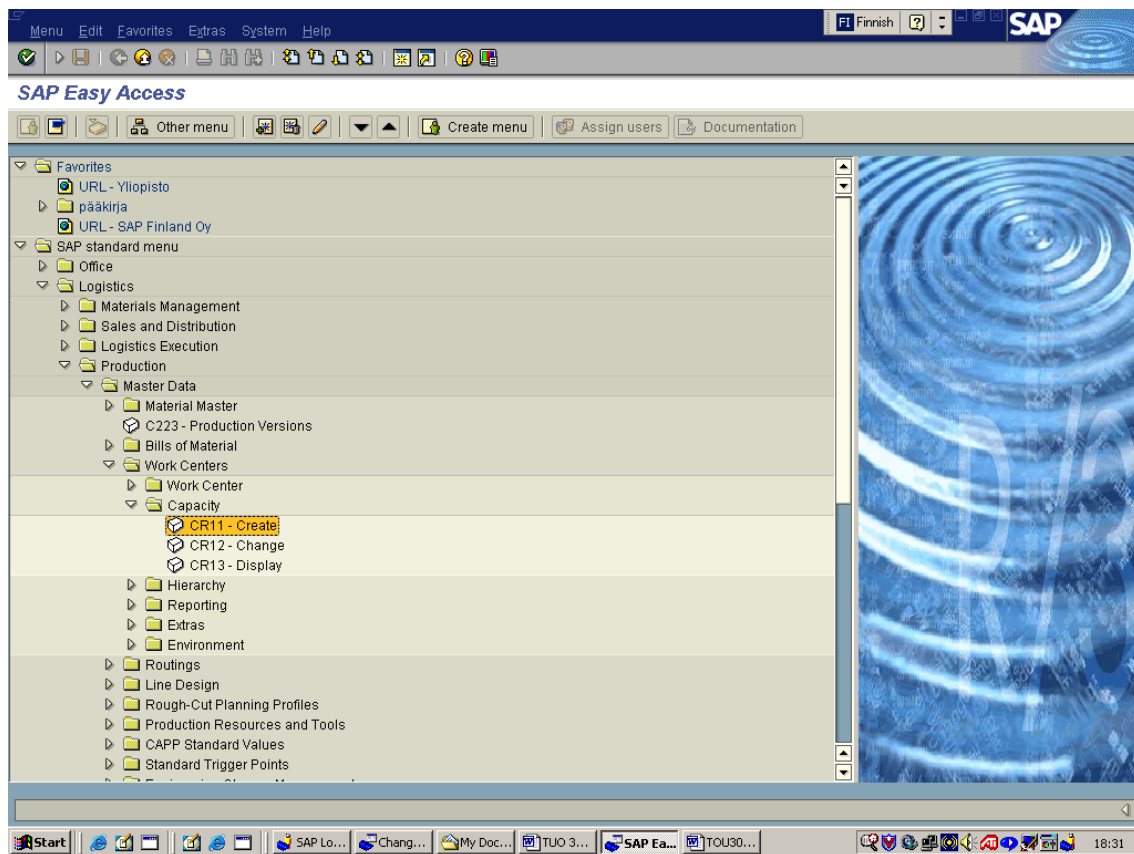 Menu Edit Favorites Extras System Help
FI Finnish
SAP
SAP Easy Access
Other menu Create menu Assign users Documentation
Favorites
URL - Yliopisto
pääkirja
URL - SAP Finland Oy
SAP standard menu
Office
Logistics
Materials Management
Sales and Distribution
Logistics Execution
Production
Master Data
Material Master
C223 - Production Versions
Bills of Material
Work Centers
Work Center
Capacity
CR11 - Create
CR12 - Change
CR13 - Display
Hierarchy
Reporting
Extras
Environment
Routings
Line Design
Rough-Cut Planning Profiles
Production Resources and Tools
CAPP Standard Values
Standard Trigger Points
Start SAP Lo... Chang... My Doc... TUO 3... SAP Ea... TOU30... 18:31